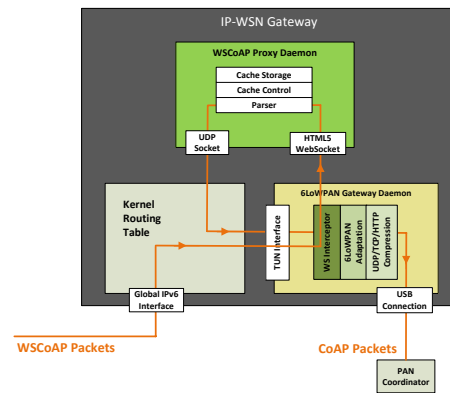 IP-WSN Gateway
WSCoAP Proxy Daemon
Cache Storage
Cache Control
Parser
UDP
Socket
HTML5
WebSocket
Kernel
Routing
Table
6LoWPAN Gateway Daemon
TUN Interface
WS Interceptor
6LoWPAN
Adaptation
UDP/TCP/HTTP
Compression
Global IPv6
Interface
USB
Connection
WSCoAP Packets
CoAP Packets
PAN
Coordinator